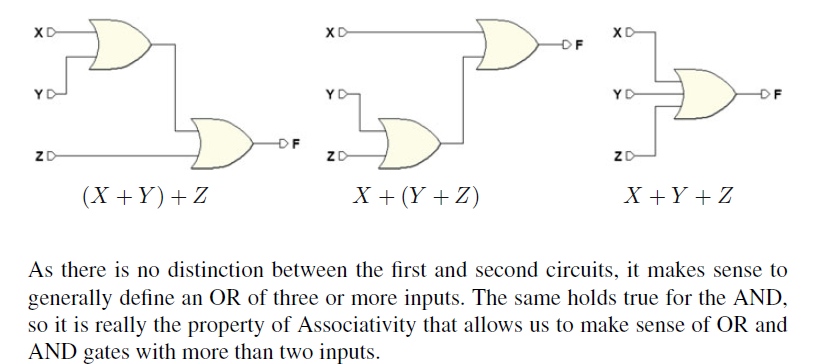 X X X
F
Y Y Y F
F
Z Z Z
(X + Y) + Z X + (Y + Z) X + Y + Z
As there is no distinction between the first and second circuits, it makes sense to
generally define an OR of three or more inputs. The same holds true for the AND,
so it is really the property of Associativity that allows us to make sense of OR and
AND gates with more than two inputs.